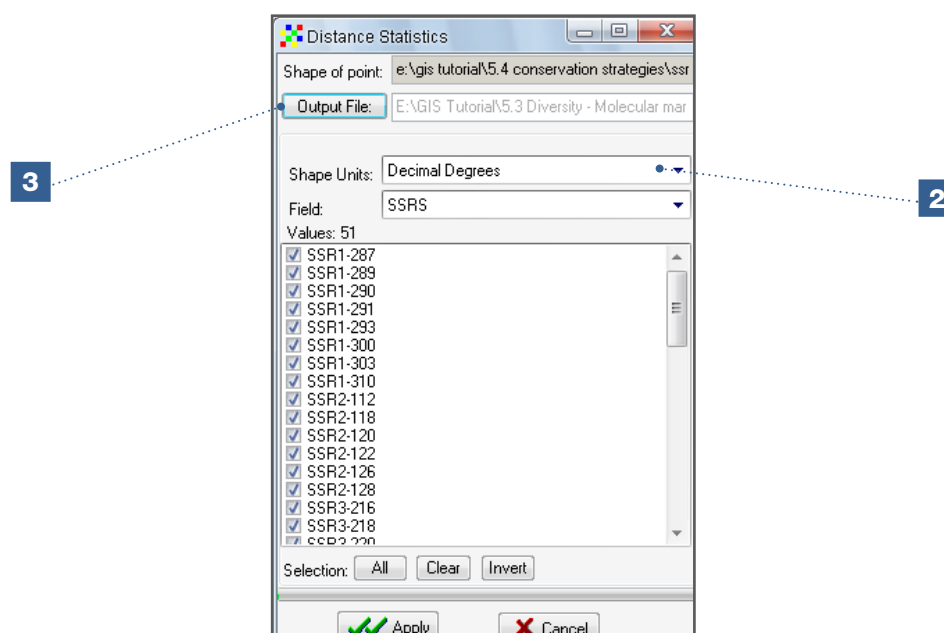 Distance Statistics
Shape of point: e:\gis tutorial\5.4 conservation strategies\ssr
Output File: E:\GIS Tutorial\5.3 Diversity - Molecular mar
3
Shape Units: Decimal Degrees
2
Field: SSRS
Values: 51
SSR1-287
SSR1-289
SSR1-290
SSR1-291
SSR1-293
SSR1-300
SSR1-303
SSR1-310
SSR2-112
SSR2-118
SSR2-120
SSR2-122
SSR2-126
SSR2-128
SSR3-216
SSR3-218
SSR3-220
Selection: All Clear Invert
Apply Cancel